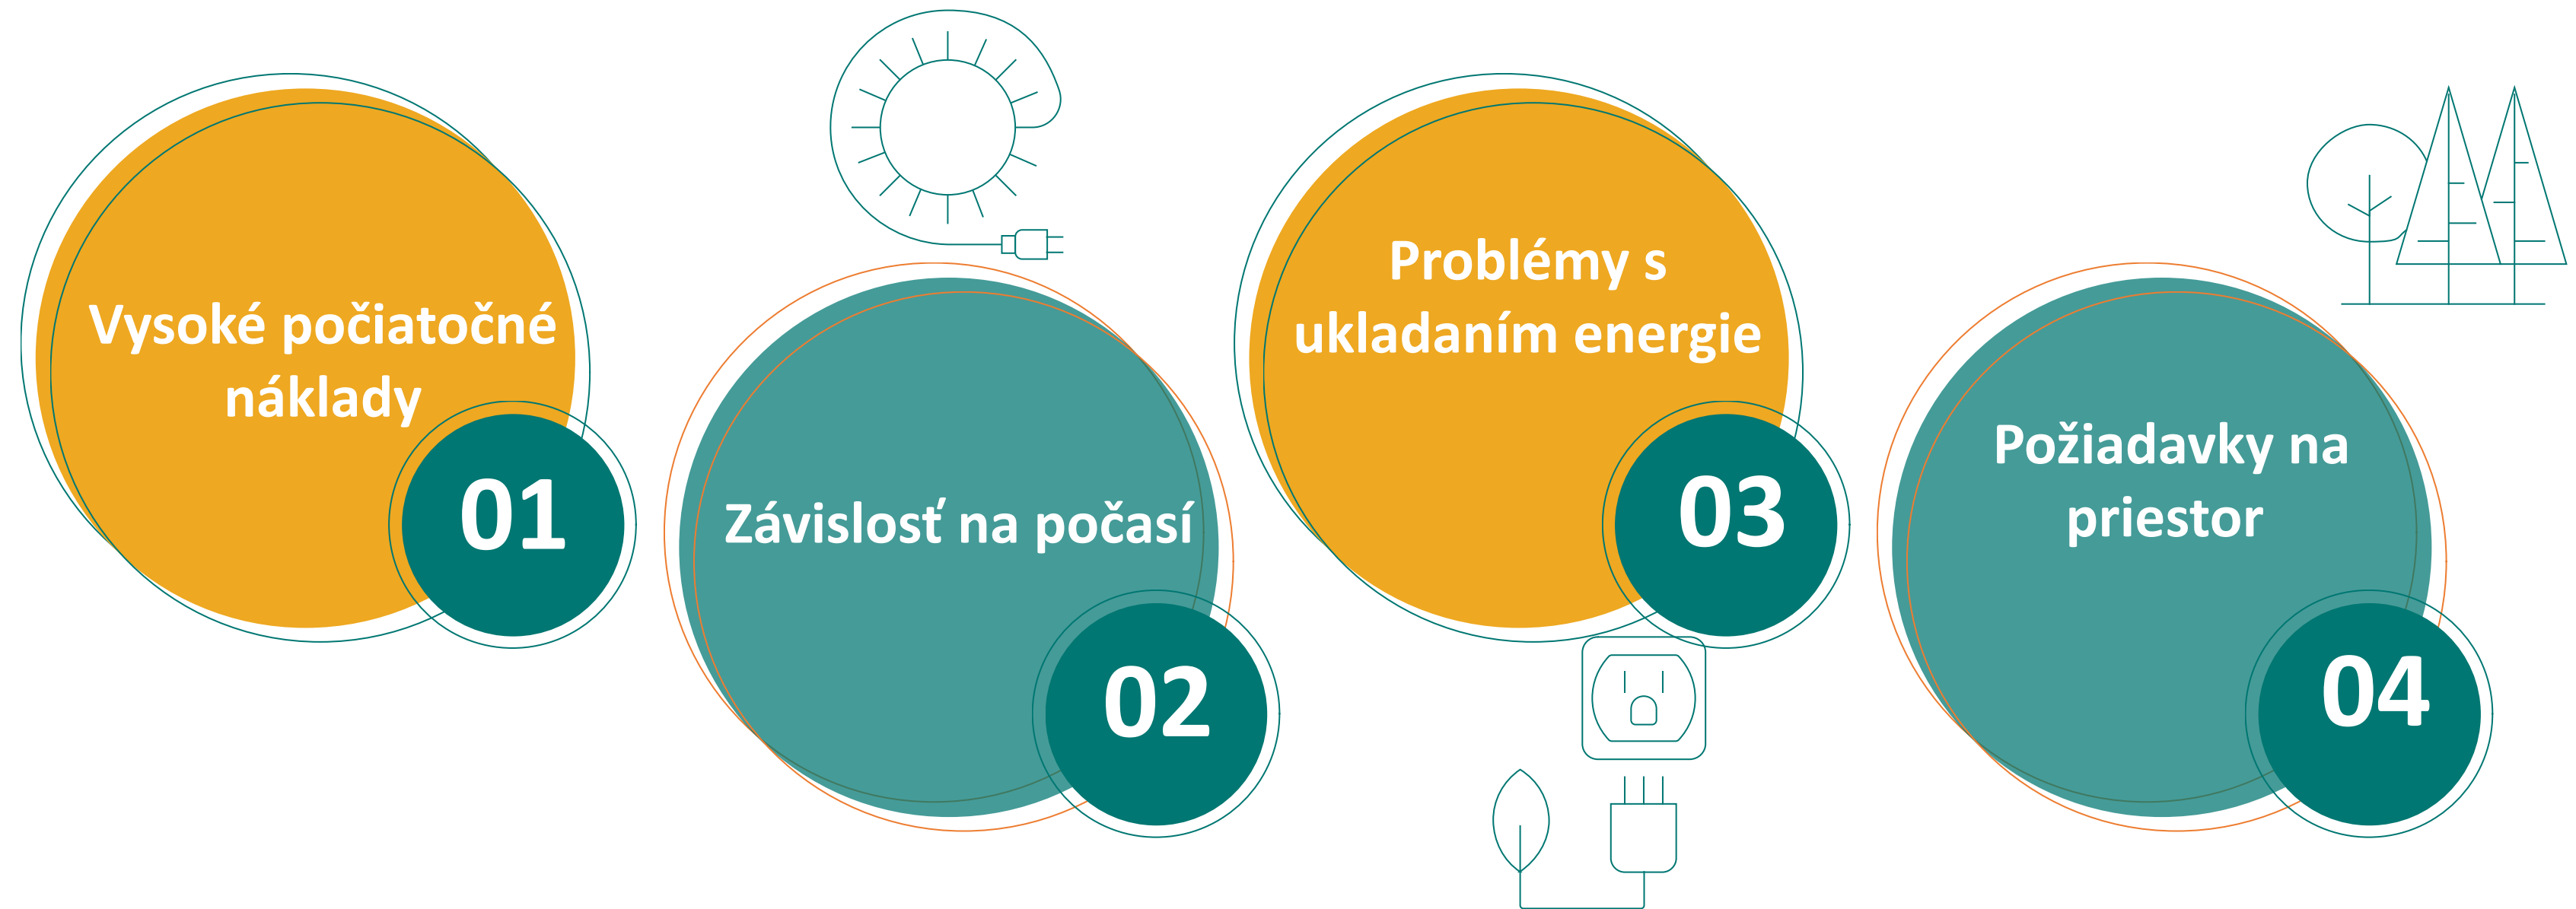 Vysoké počiatočné
náklady
01
Závislosť na počasí
02
Problémy s
ukladaním energie
03
Požiadavky na
priestor
04